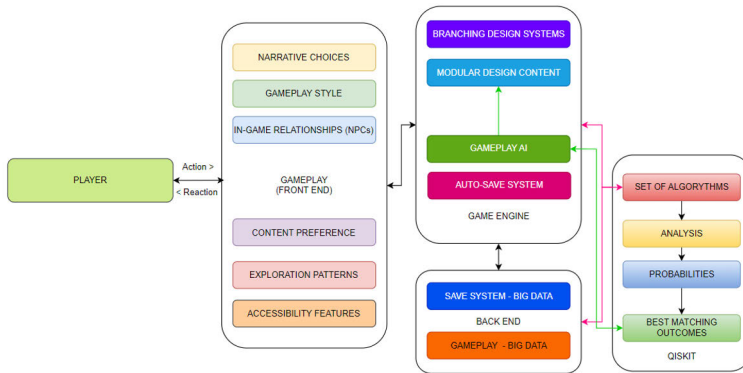 PLAYER
Action >
< Reaction
NARRATIVE CHOICES
GAMEPLAY STYLE
IN-GAME RELATIONSHIPS (NPCs)
GAMEPLAY
(FRONT END)
CONTENT PREFERENCE
EXPLORATION PATTERNS
ACCESSIBILITY FEATURES
BRANCHING DESIGN SYSTEMS
MODULAR DESIGN CONTENT
GAMEPLAY AI
AUTO-SAVE SYSTEM
GAME ENGINE
SAVE SYSTEM - BIG DATA
BACK END
GAMEPLAY - BIG DATA
SET OF ALGORITHMS
ANALYSIS
PROBABILITIES
BEST MATCHING
OUTCOMES
QISKIT